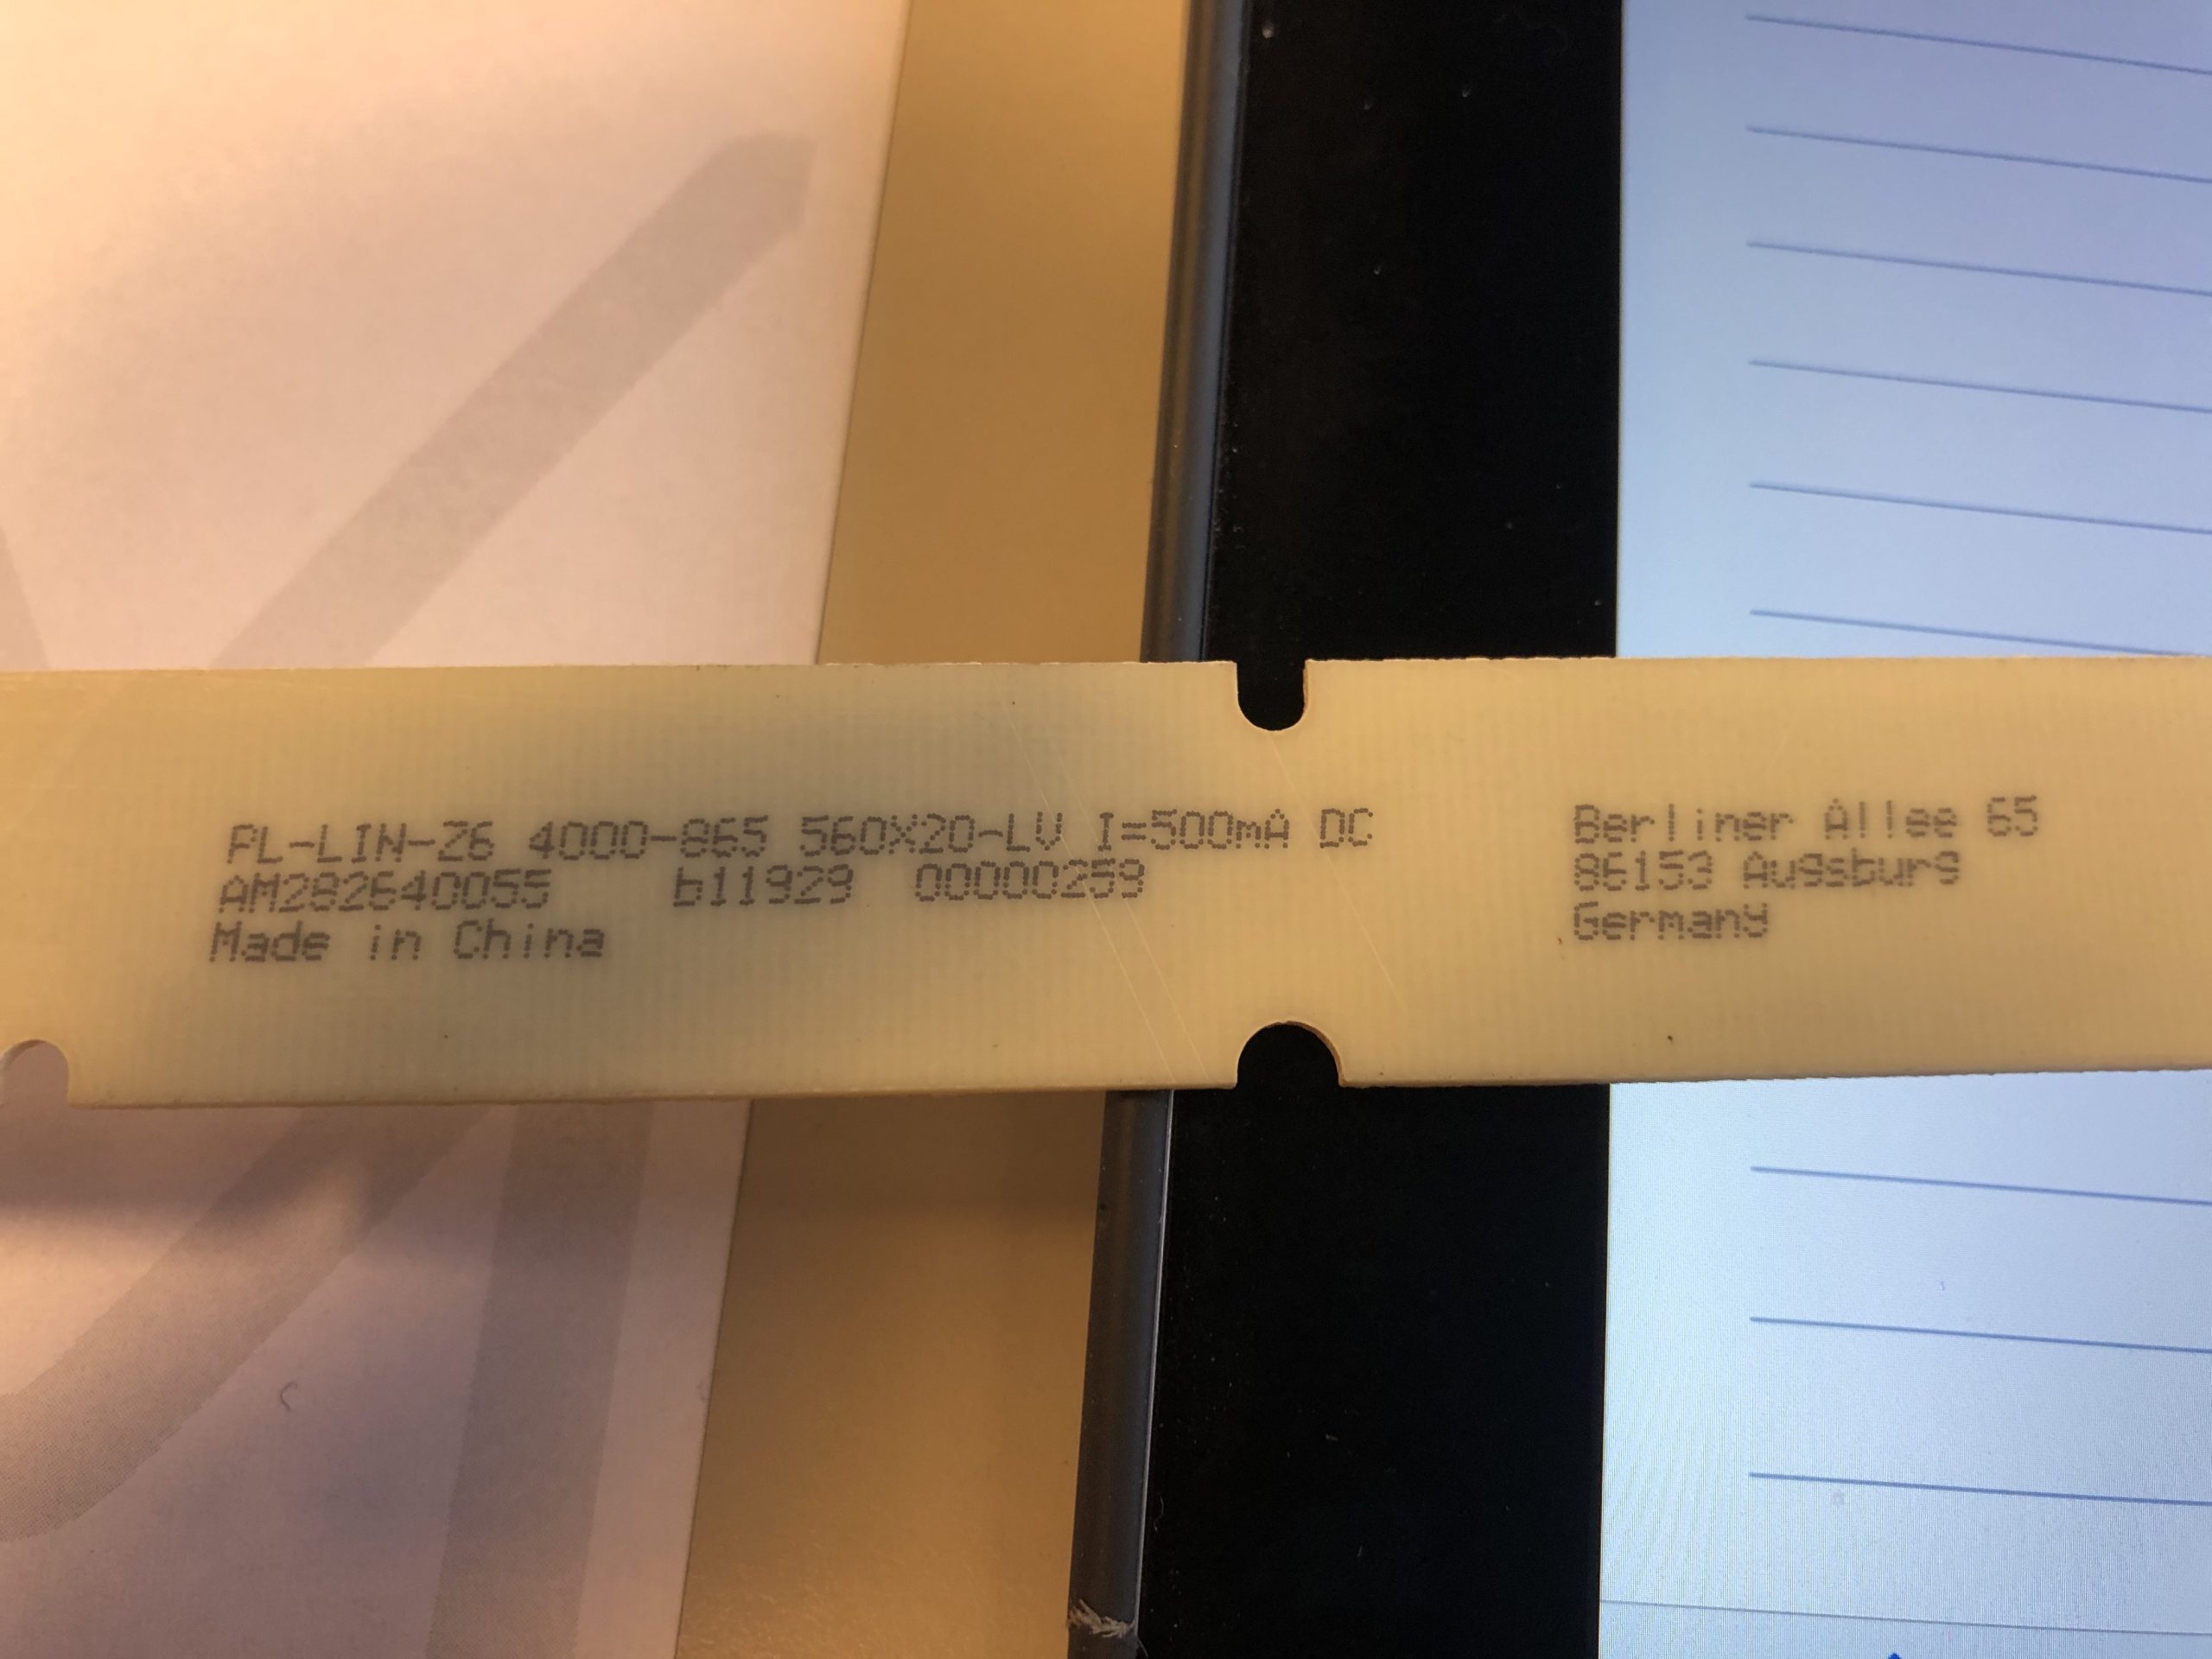 PL-LIN-Z6 4000-865 560X20-LV I=500mA DC
AM282640055 b11929 00000259
Made in China
Berliner Allee 65
86153 Augsburg
Germany